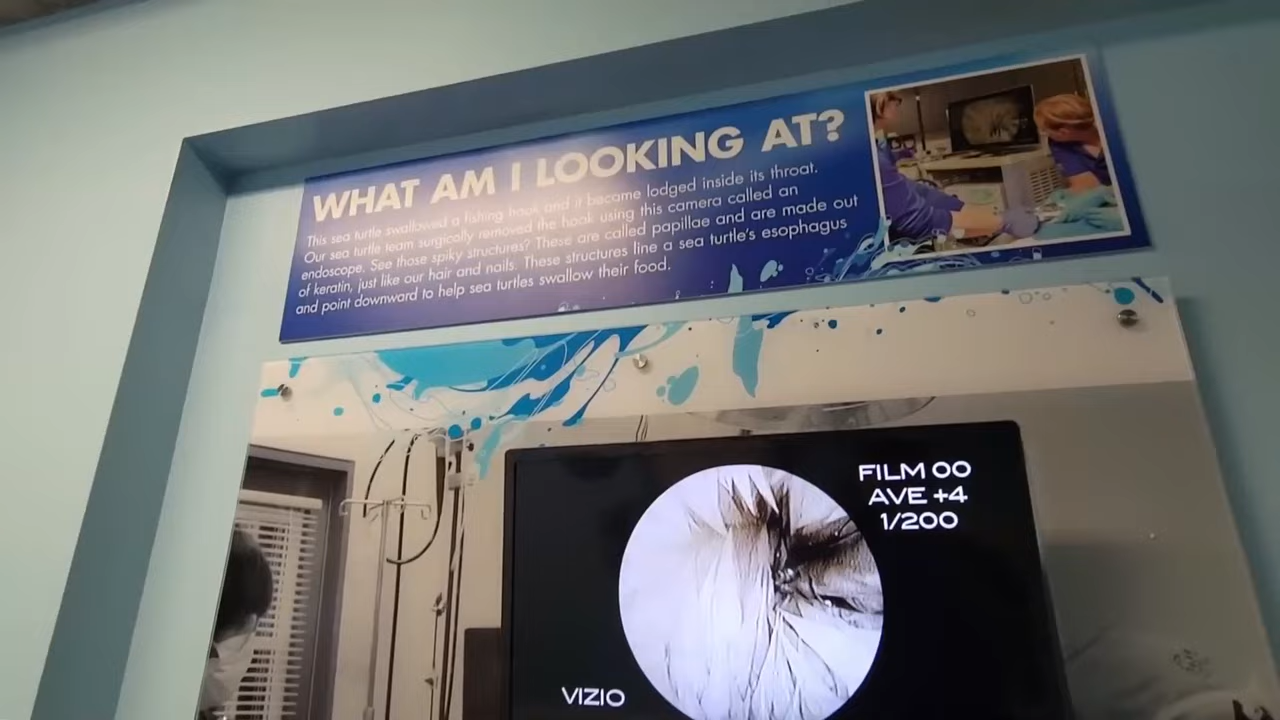 WHAT AM I LOOKING AT?
This sea turtle swallowed a fishing hook and it became lodged inside its throat.
Our sea turtle team surgically removed the hook using this camera called an
endoscope. See those spiky structures? These are called papillae and are made out
of keratin, just like our hair and nails. These structures line a sea turtle's esophagus
and point downward to help sea turtles swallow their food.
FILM 00
AVE +4
1/200
VIZIO